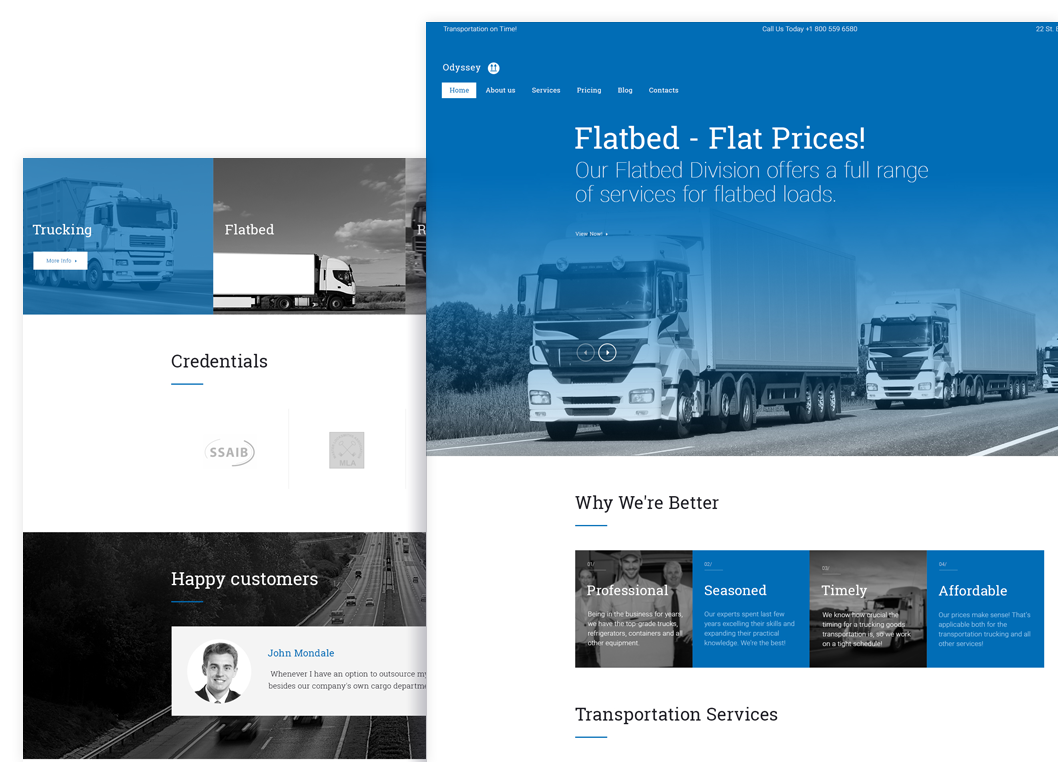 Transportation on Time!
Call Us Today +1 800 559 6580
22 St.
Odyssey
Home
About us
Services
Pricing
Blog
Contacts
Flatbed - Flat Prices!
Our Flatbed Division offers a full range
of services for flatbed loads.
View Now!
Trucking
More Info
Flatbed
R
Credentials
SSAIB
MLA
Happy customers
John Mondale
Whenever I have an option to outsource my
besides our company's own cargo departme
Why We're Better
01/
Professional
Being in the business for years,
we have the top-grade trucks,
refrigerators, containers and all
other equipment.
02/
Seasoned
Our experts spent last few
years excelling their skills and
expanding their practical
knowledge. We're the best!
03/
Timely
We know how crucial the
timing for a trucking goods
transportation is, so we work
on a tight schedule!
04/
Affordable
Our prices make sense! That's
applicable both for the
transportation trucking and all
other services!
Transportation Services